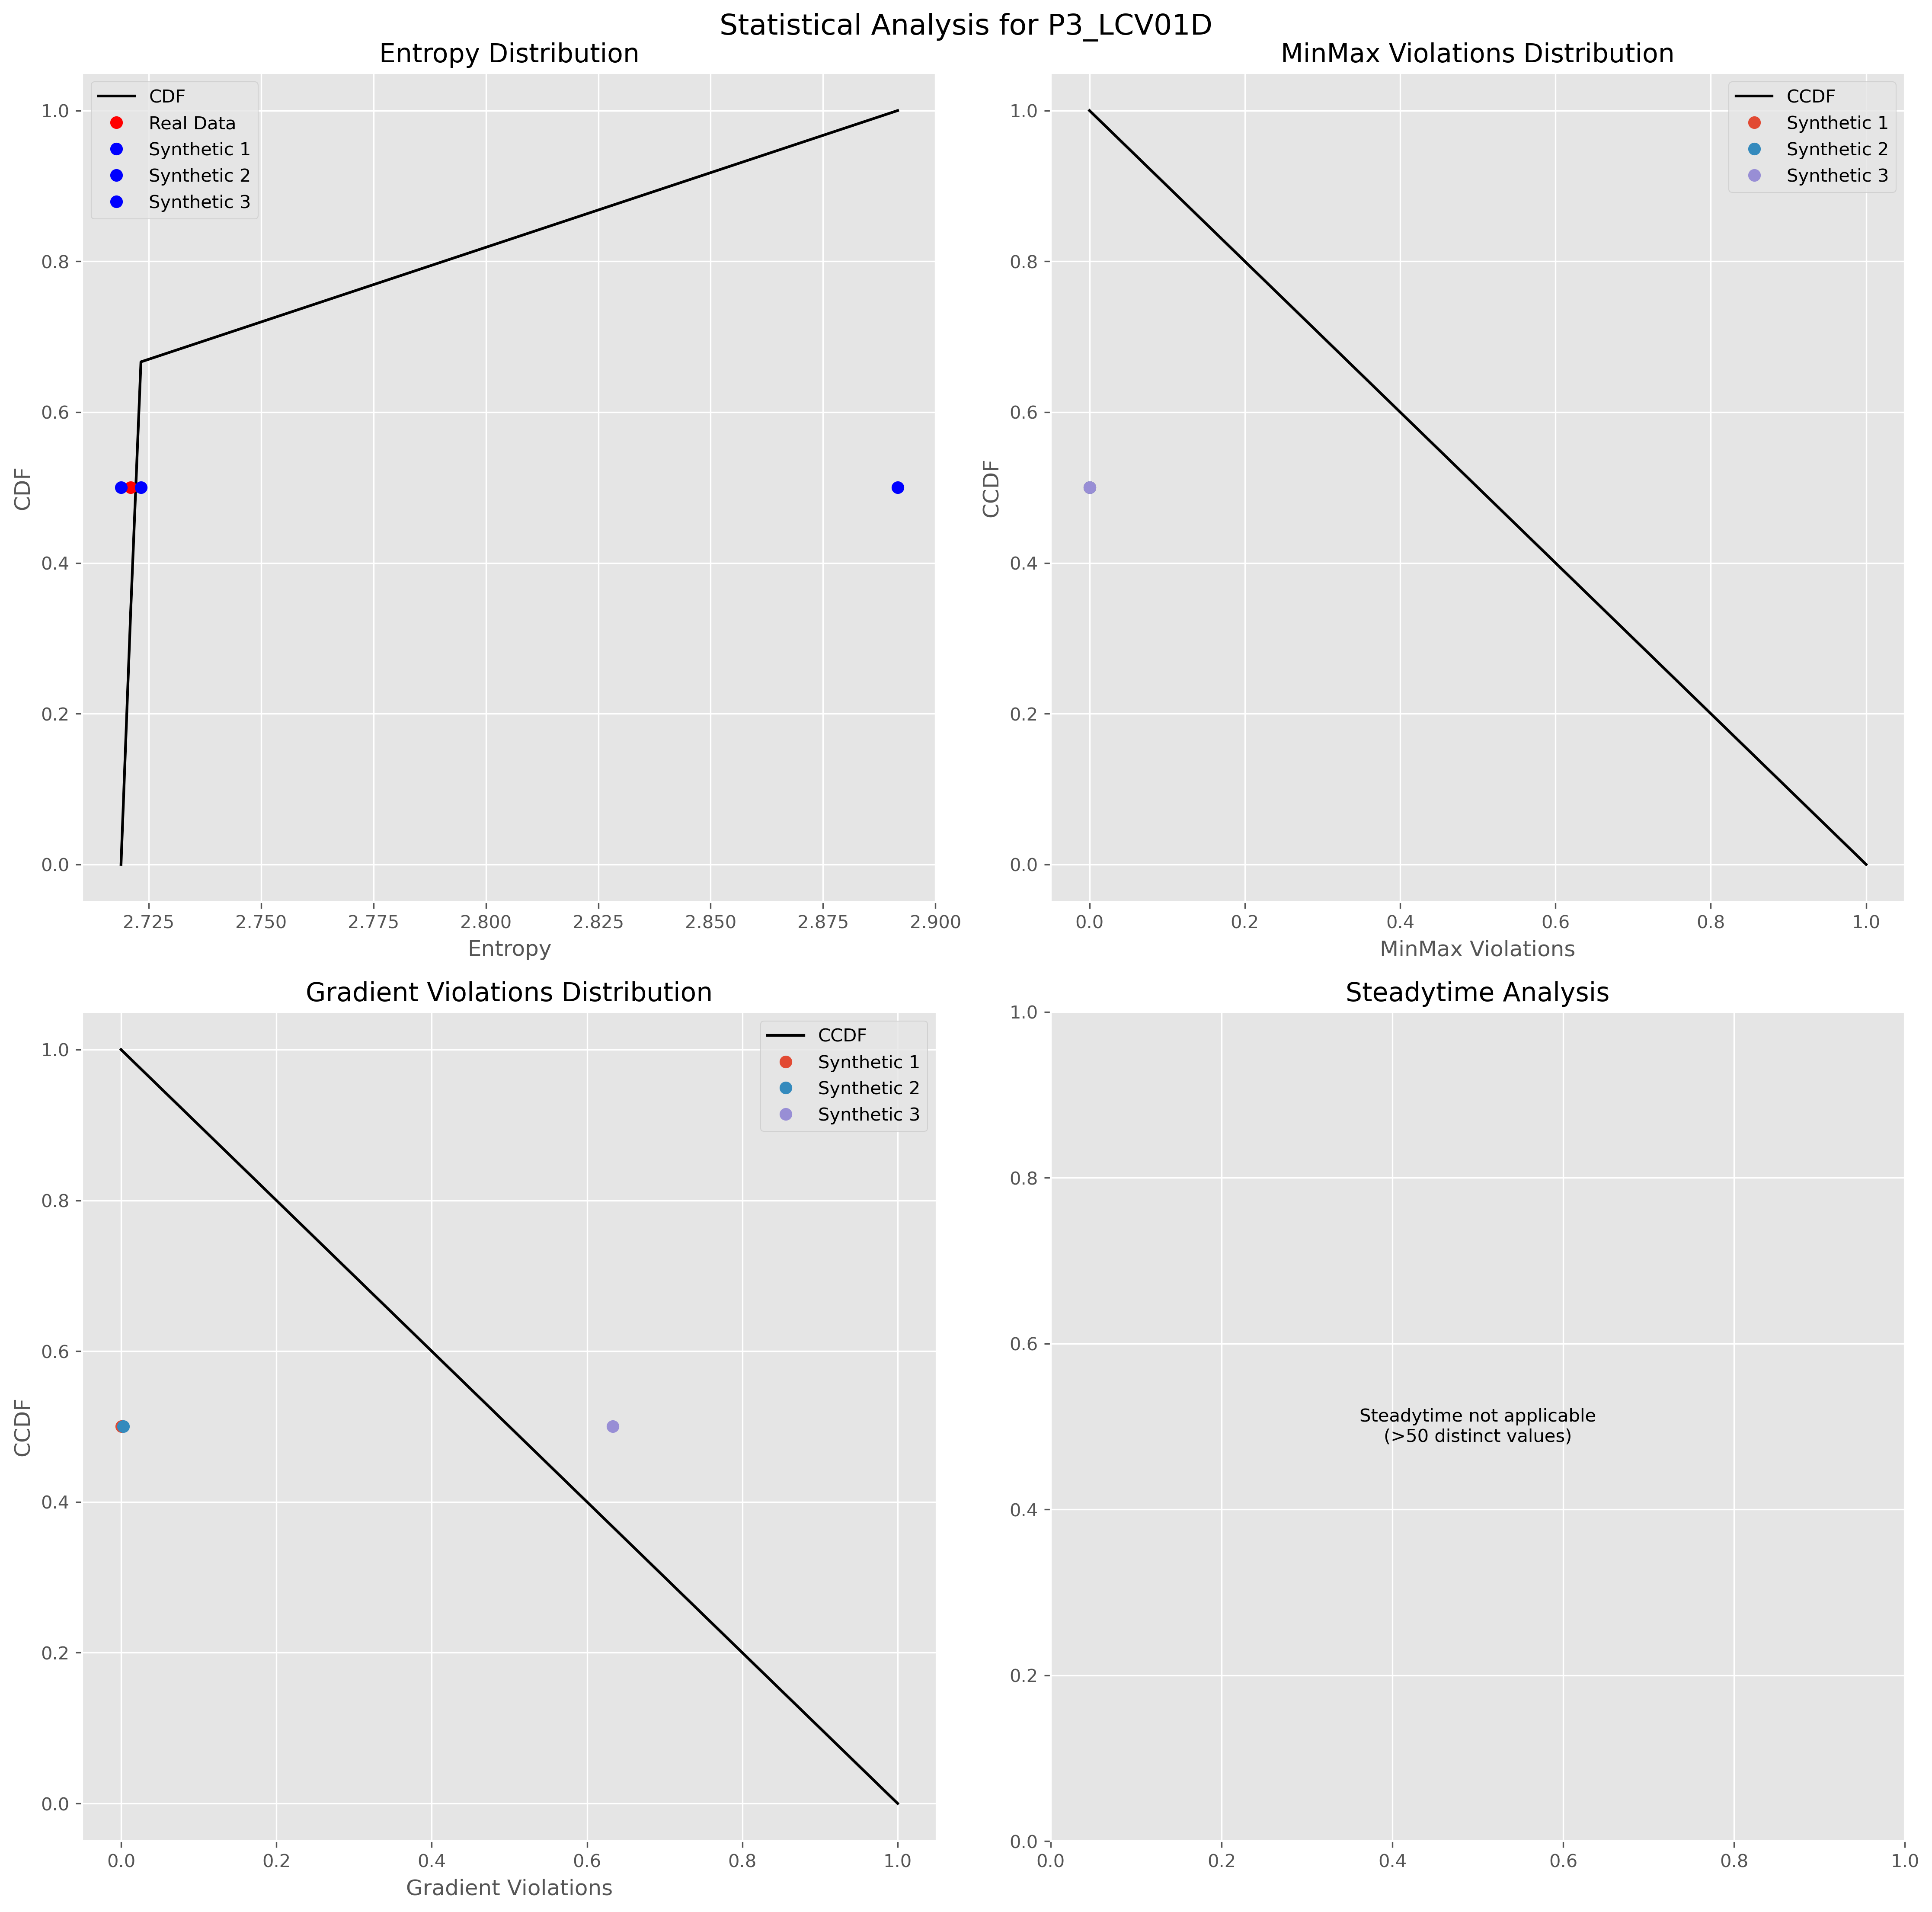 Statistical Analysis for P3_LCV01D
Entropy Distribution
CDF
Real Data
Synthetic 1
Synthetic 2
Synthetic 3
1.0
0.8
0.6
0.4
0.2
0.0
CDF
2.725
2.750
2.775
2.800
2.825
2.850
2.875
2.900
Entropy
MinMax Violations Distribution
CCDF
Synthetic 1
Synthetic 2
Synthetic 3
1.0
0.8
0.6
0.4
0.2
0.0
CCDF
0.0
0.2
0.4
0.6
0.8
1.0
MinMax Violations
Gradient Violations Distribution
CCDF
Synthetic 1
Synthetic 2
Synthetic 3
1.0
0.8
0.6
0.4
0.2
0.0
CCDF
0.0
0.2
0.4
0.6
0.8
1.0
Gradient Violations
Steadytime Analysis
1.0
0.8
0.6
0.4
0.2
0.0
Steadytime not applicable
(>50 distinct values)
0.0
0.2
0.4
0.6
0.8
1.0